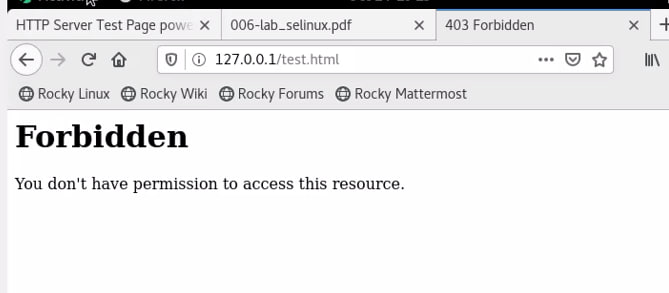 HTTP Server Test Page powe
006-lab_selinux.pdf
403 Forbidden
127.0.0.1/test.html
Rocky Linux
Rocky Wiki
Rocky Forums
Rocky Mattermost
Forbidden
You don't have permission to access this resource.